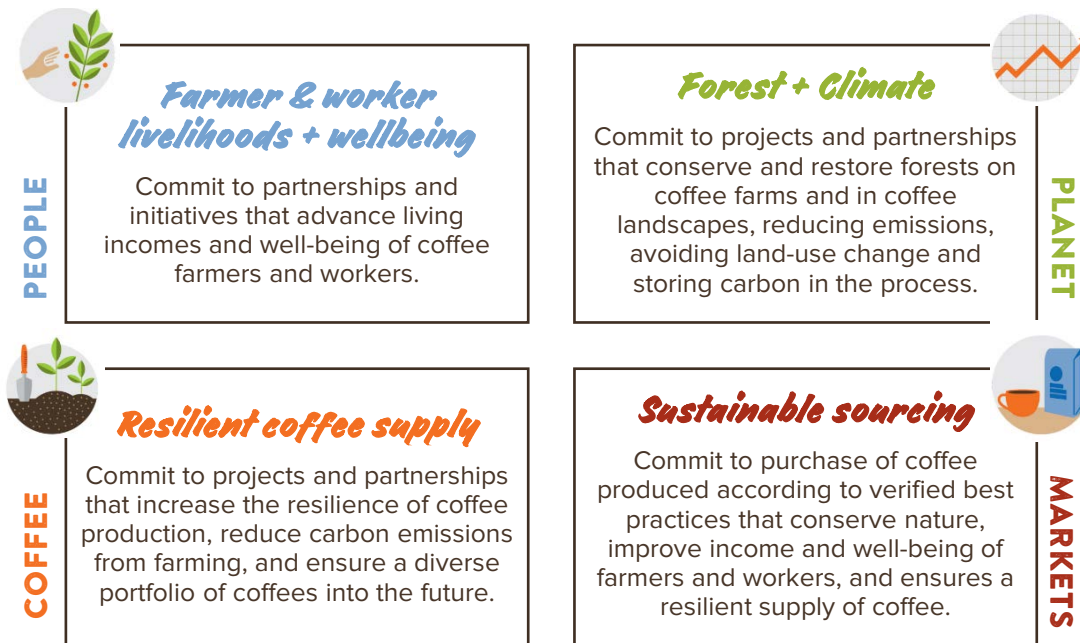 PEOPLE
Farmer & worker
livelihoods + wellbeing
Commit to partnerships and
initiatives that advance living
incomes and well-being of coffee
farmers and workers.
Forest + Climate
Commit to projects and partnerships
that conserve and restore forests on
coffee farms and in coffee
landscapes, reducing emissions,
avoiding land-use change and
storing carbon in the process.
PLANET
COFFEE
Resilient coffee supply
Commit to projects and partnerships
that increase the resilience of coffee
production, reduce carbon emissions
from farming, and ensure a diverse
portfolio of coffees into the future.
Sustainable sourcing
Commit to purchase of coffee
produced according to verified best
practices that conserve nature,
improve income and well-being of
farmers and workers, and ensures a
resilient supply of coffee.
MARKETS